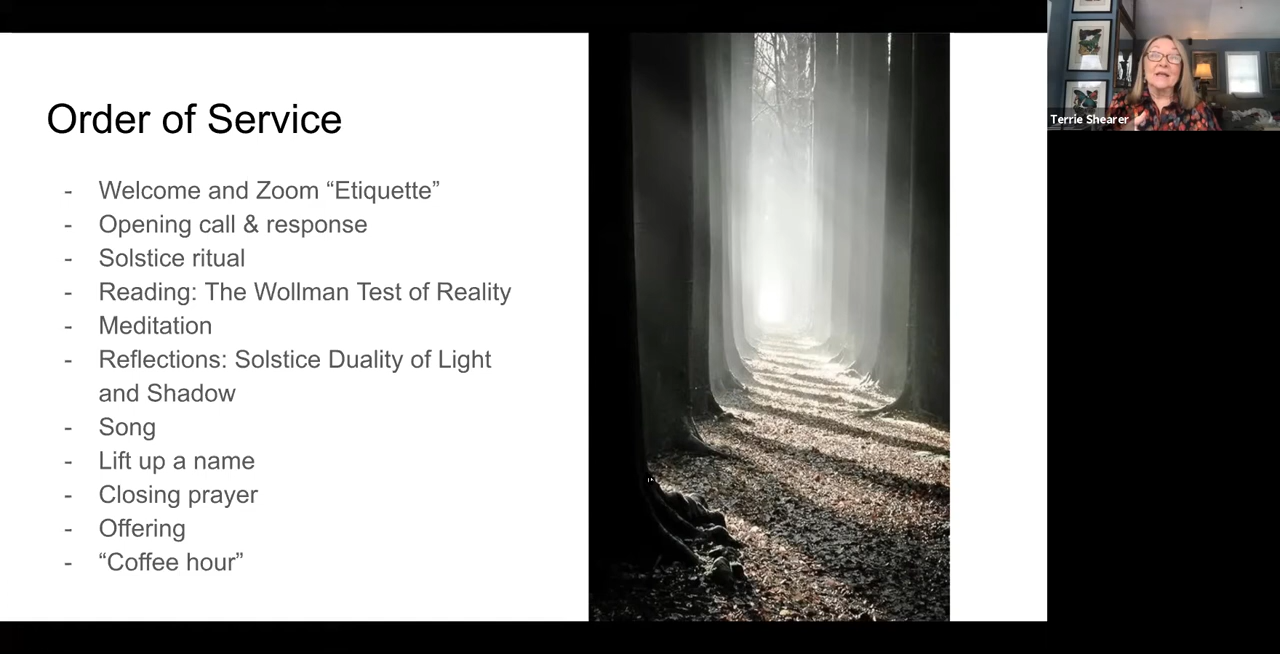 Order of Service
- Welcome and Zoom “Etiquette”
- Opening call & response
- Solstice ritual
- Reading: The Wollman Test of Reality
- Meditation
- Reflections: Solstice Duality of Light
and Shadow
- Song
- Lift up a name
- Closing prayer
- Offering
- “Coffee hour”
Terrie Shearer